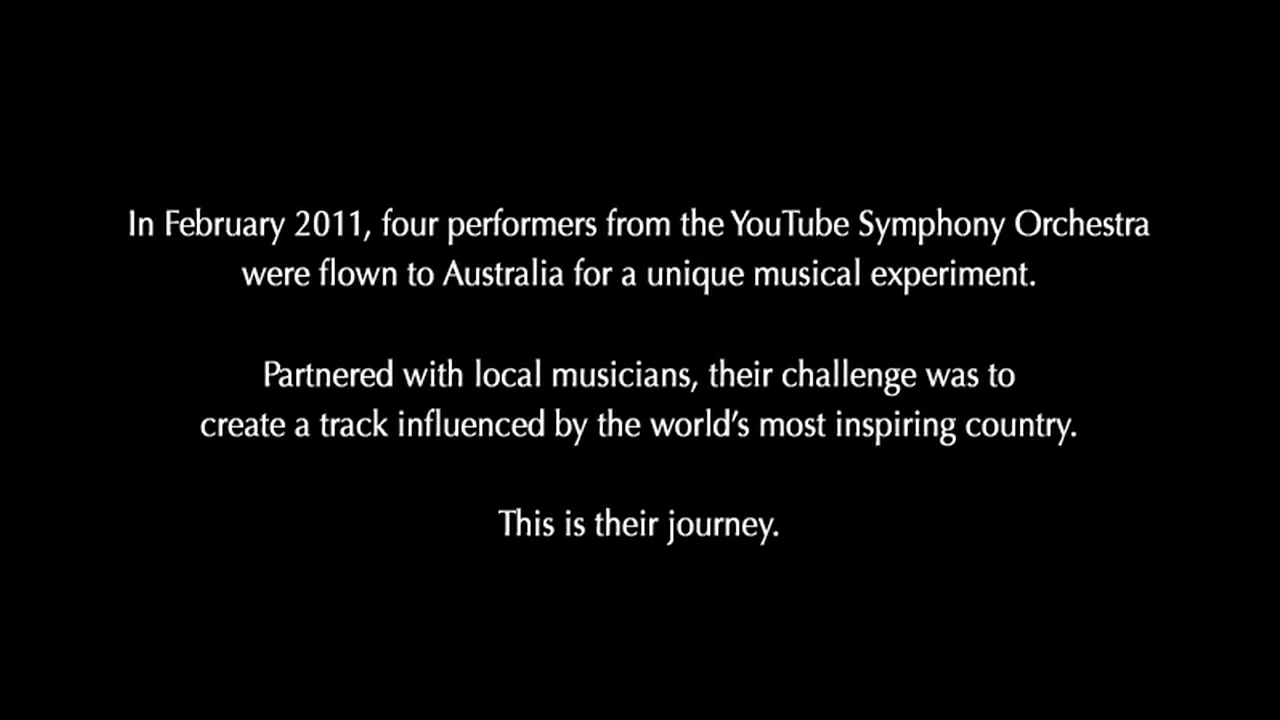 In February 2011, four performers from the YouTube Symphony Orchestra
were flown to Australia for a unique musical experiment.
Partnered with local musicians, their challenge was to
create a track influenced by the world's most inspiring country.
This is their journey.